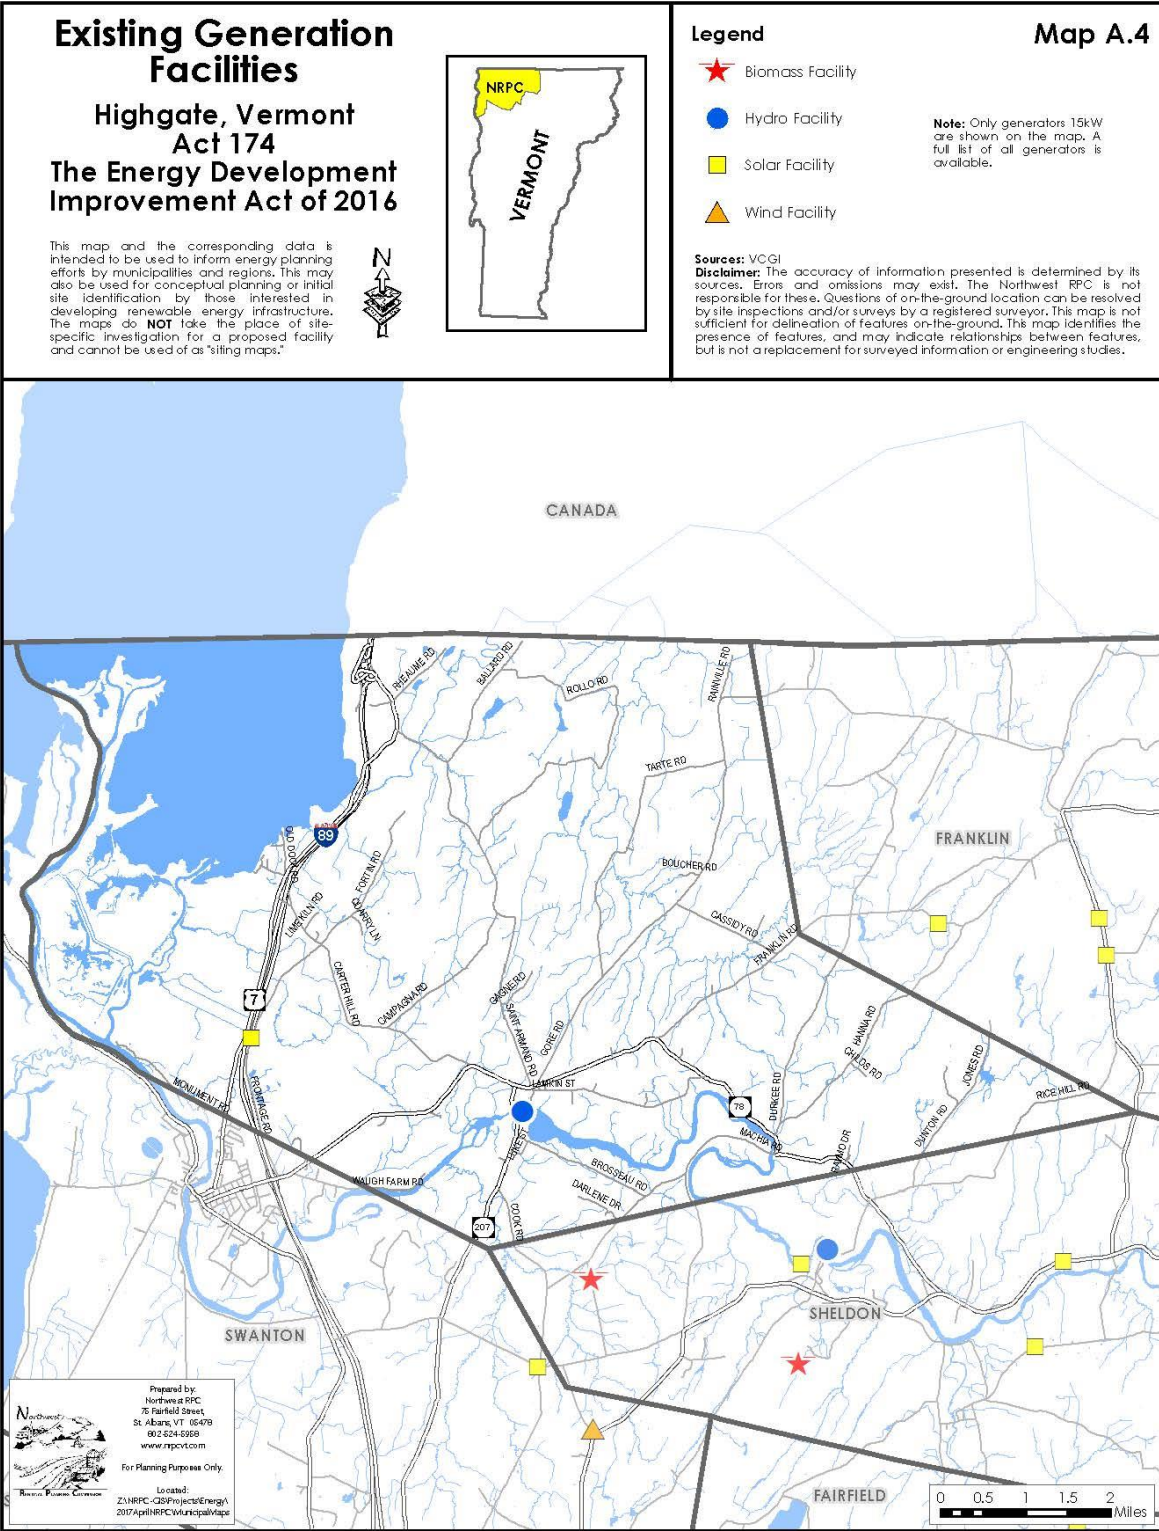 Existing Generation
Facilities
Highgate, Vermont
Act 174
The Energy Development
Improvement Act of 2016
This map and the corresponding data is
intended to be used to inform energy planning
efforts by municipalities and regions. This may
also be used for conceptual planning or initial
site identification by those interested in
developing renewable energy infrastructure.
The maps do NOT take the place of site-
specific investigation for a proposed facility
and cannot be used of as "siting maps."
N
NRPC
VERMONT
Legend
Map A.4
Biomass Facility
Hydro Facility
Solar Facility
Wind Facility
Note: Only generators 15kW
are shown on the map. A
full list of all generators is
available.
Sources: VCGI
Disclaimer: The accuracy of information presented is determined by its
sources. Errors and omissions may exist. The Northwest RPC is not
responsible for these. Questions of on-the-ground location can be resolved
by site inspections and/or surveys by a registered surveyor. This map is not
sufficient for delineation of features on-the-ground. This map identifies the
presence of features, and may indicate relationships between features,
but is not a replacement for surveyed information or engineering studies.
CANADA
RHEAUME RD
BALLARD RD
ROLLO RD
RAINVILLE RD
TARTE RD
89
OLD DOCK RD
FORTIN RD
BOUCHER RD
FRANKLIN
LIME KILN RD
QUARRY LN
CASSIDY RD
FRANKLIN RD
CARTER HILL RD
CAMPAGNA RD
GAGNE RD
7
SAINT ARMAND RD
GORE RD
HANNA RD
CHILDS RD
JONES RD
MONUMENT RD
FRONTAGE RD
LAMKIN ST
78
DURKEE RD
RICE HILL RD
DUNTON RD
MACHIA RD
BROSSEAU RD
WAUGH FARM RD
DARLENE DR
COOK RD
207
SHELDON
SWANTON
FAIRFIELD
Northwest
REGIONAL PLANNING COMMISSION
Prepared by:
Northwest RPC
75 Fairfield Street,
St. Albans, VT 05478
802-524-5958
www.nrpcvt.com
For Planning Purposes Only.
Located:
Z:\NRPC-GIS\Projects\Energy\
2017AprilNRPC\MunicipalMaps
0 0.5 1 1.5 2
Miles